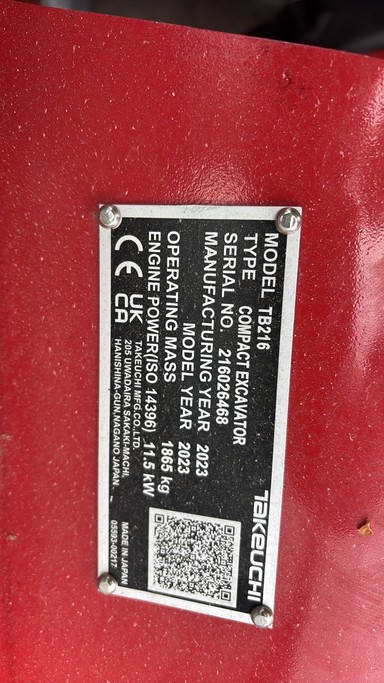 TAKEUCHI
MODEL TB216
TYPE COMPACT EXCAVATOR
SERIAL NO. 216026468
MANUFACTURING YEAR 2023
MODEL YEAR 2023
OPERATING MASS 1865 kg
ENGINE POWER(ISO 14396) 11.5 kW
CE UK CA
TAKEUCHI MFG.CO.,LTD.
205 UWADAIRA SAKAKI-MACHI,
HANISHINA-GUN,NAGANO JAPAN
MADE IN JAPAN
05593-00217